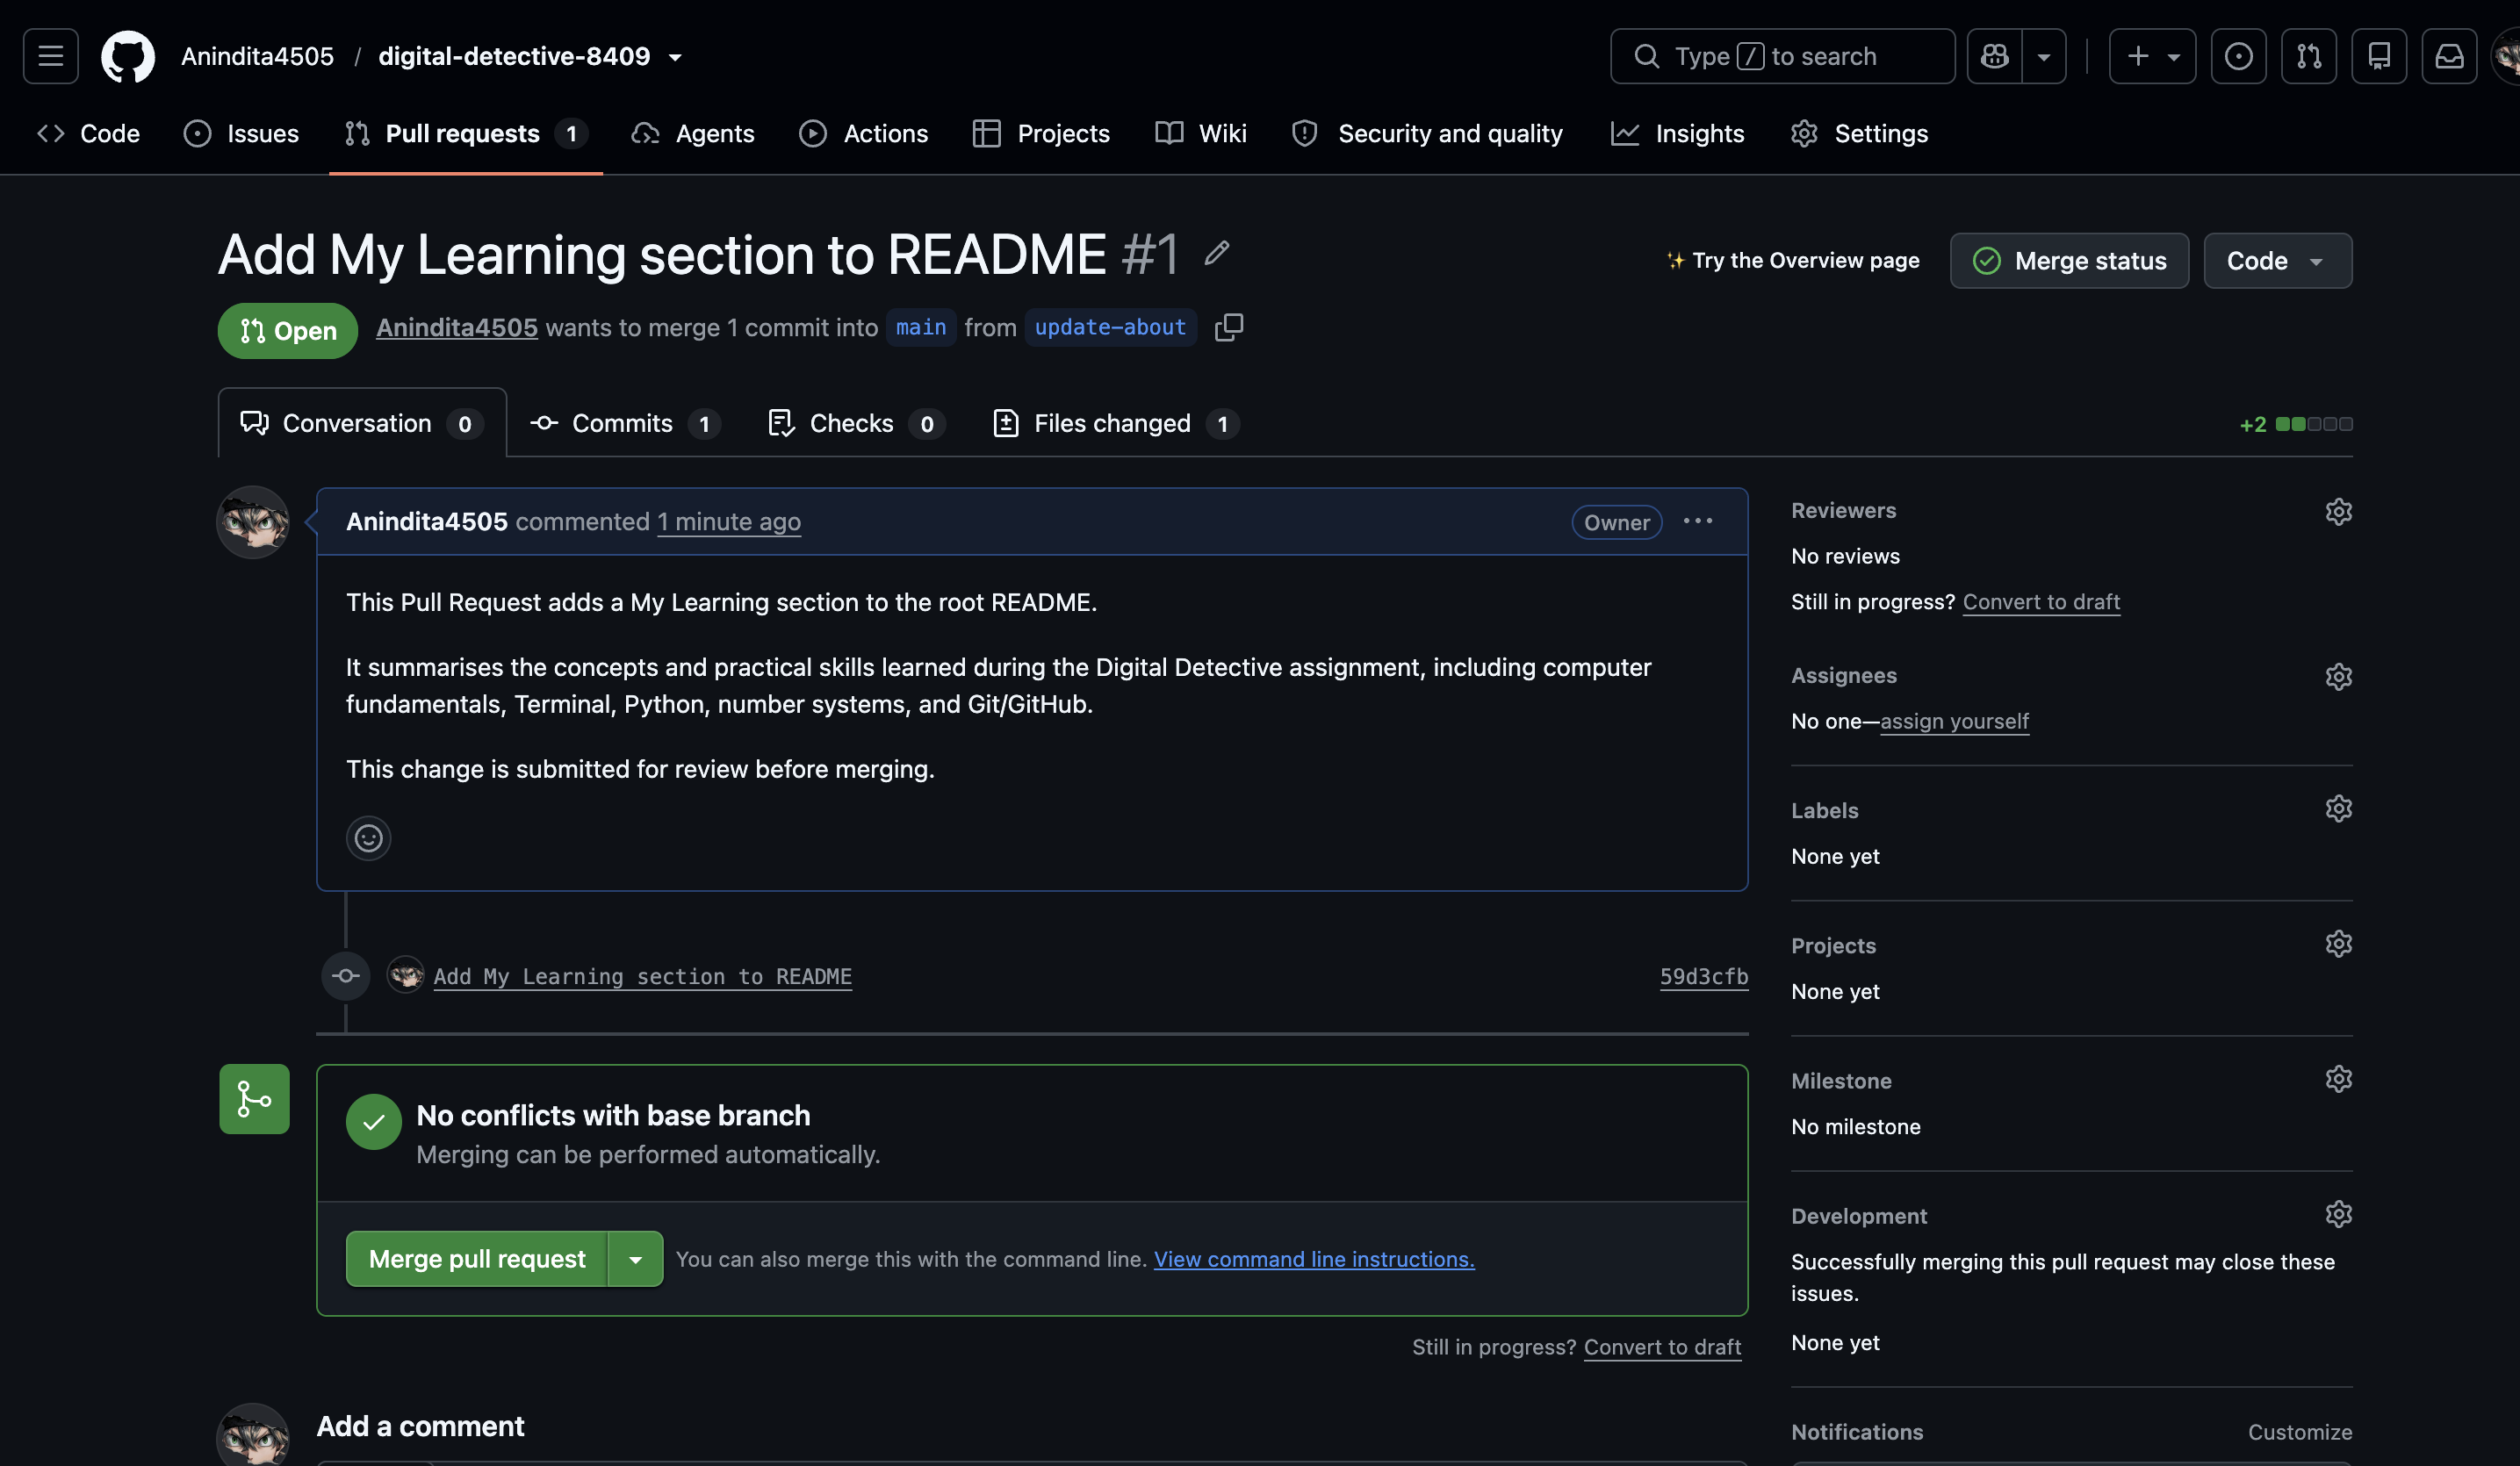 Anindita4505 / digital-detective-8409
Type / to search
Code
Issues
Pull requests 1
Agents
Actions
Projects
Wiki
Security and quality
Insights
Settings
Add My Learning section to README #1
✨ Try the Overview page
Merge status
Code
Open
Anindita4505 wants to merge 1 commit into main from update-about
Conversation 0
Commits 1
Checks 0
Files changed 1
+2
Anindita4505 commented 1 minute ago
Owner
This Pull Request adds a My Learning section to the root README.
It summarises the concepts and practical skills learned during the Digital Detective assignment, including computer
fundamentals, Terminal, Python, number systems, and Git/GitHub.
This change is submitted for review before merging.
Add My Learning section to README
59d3cfb
No conflicts with base branch
Merging can be performed automatically.
Merge pull request
You can also merge this with the command line. View command line instructions.
Still in progress? Convert to draft
Add a comment
Reviewers
No reviews
Still in progress? Convert to draft
Assignees
No one—assign yourself
Labels
None yet
Projects
None yet
Milestone
No milestone
Development
Successfully merging this pull request may close these
issues.
None yet
Notifications
Customize